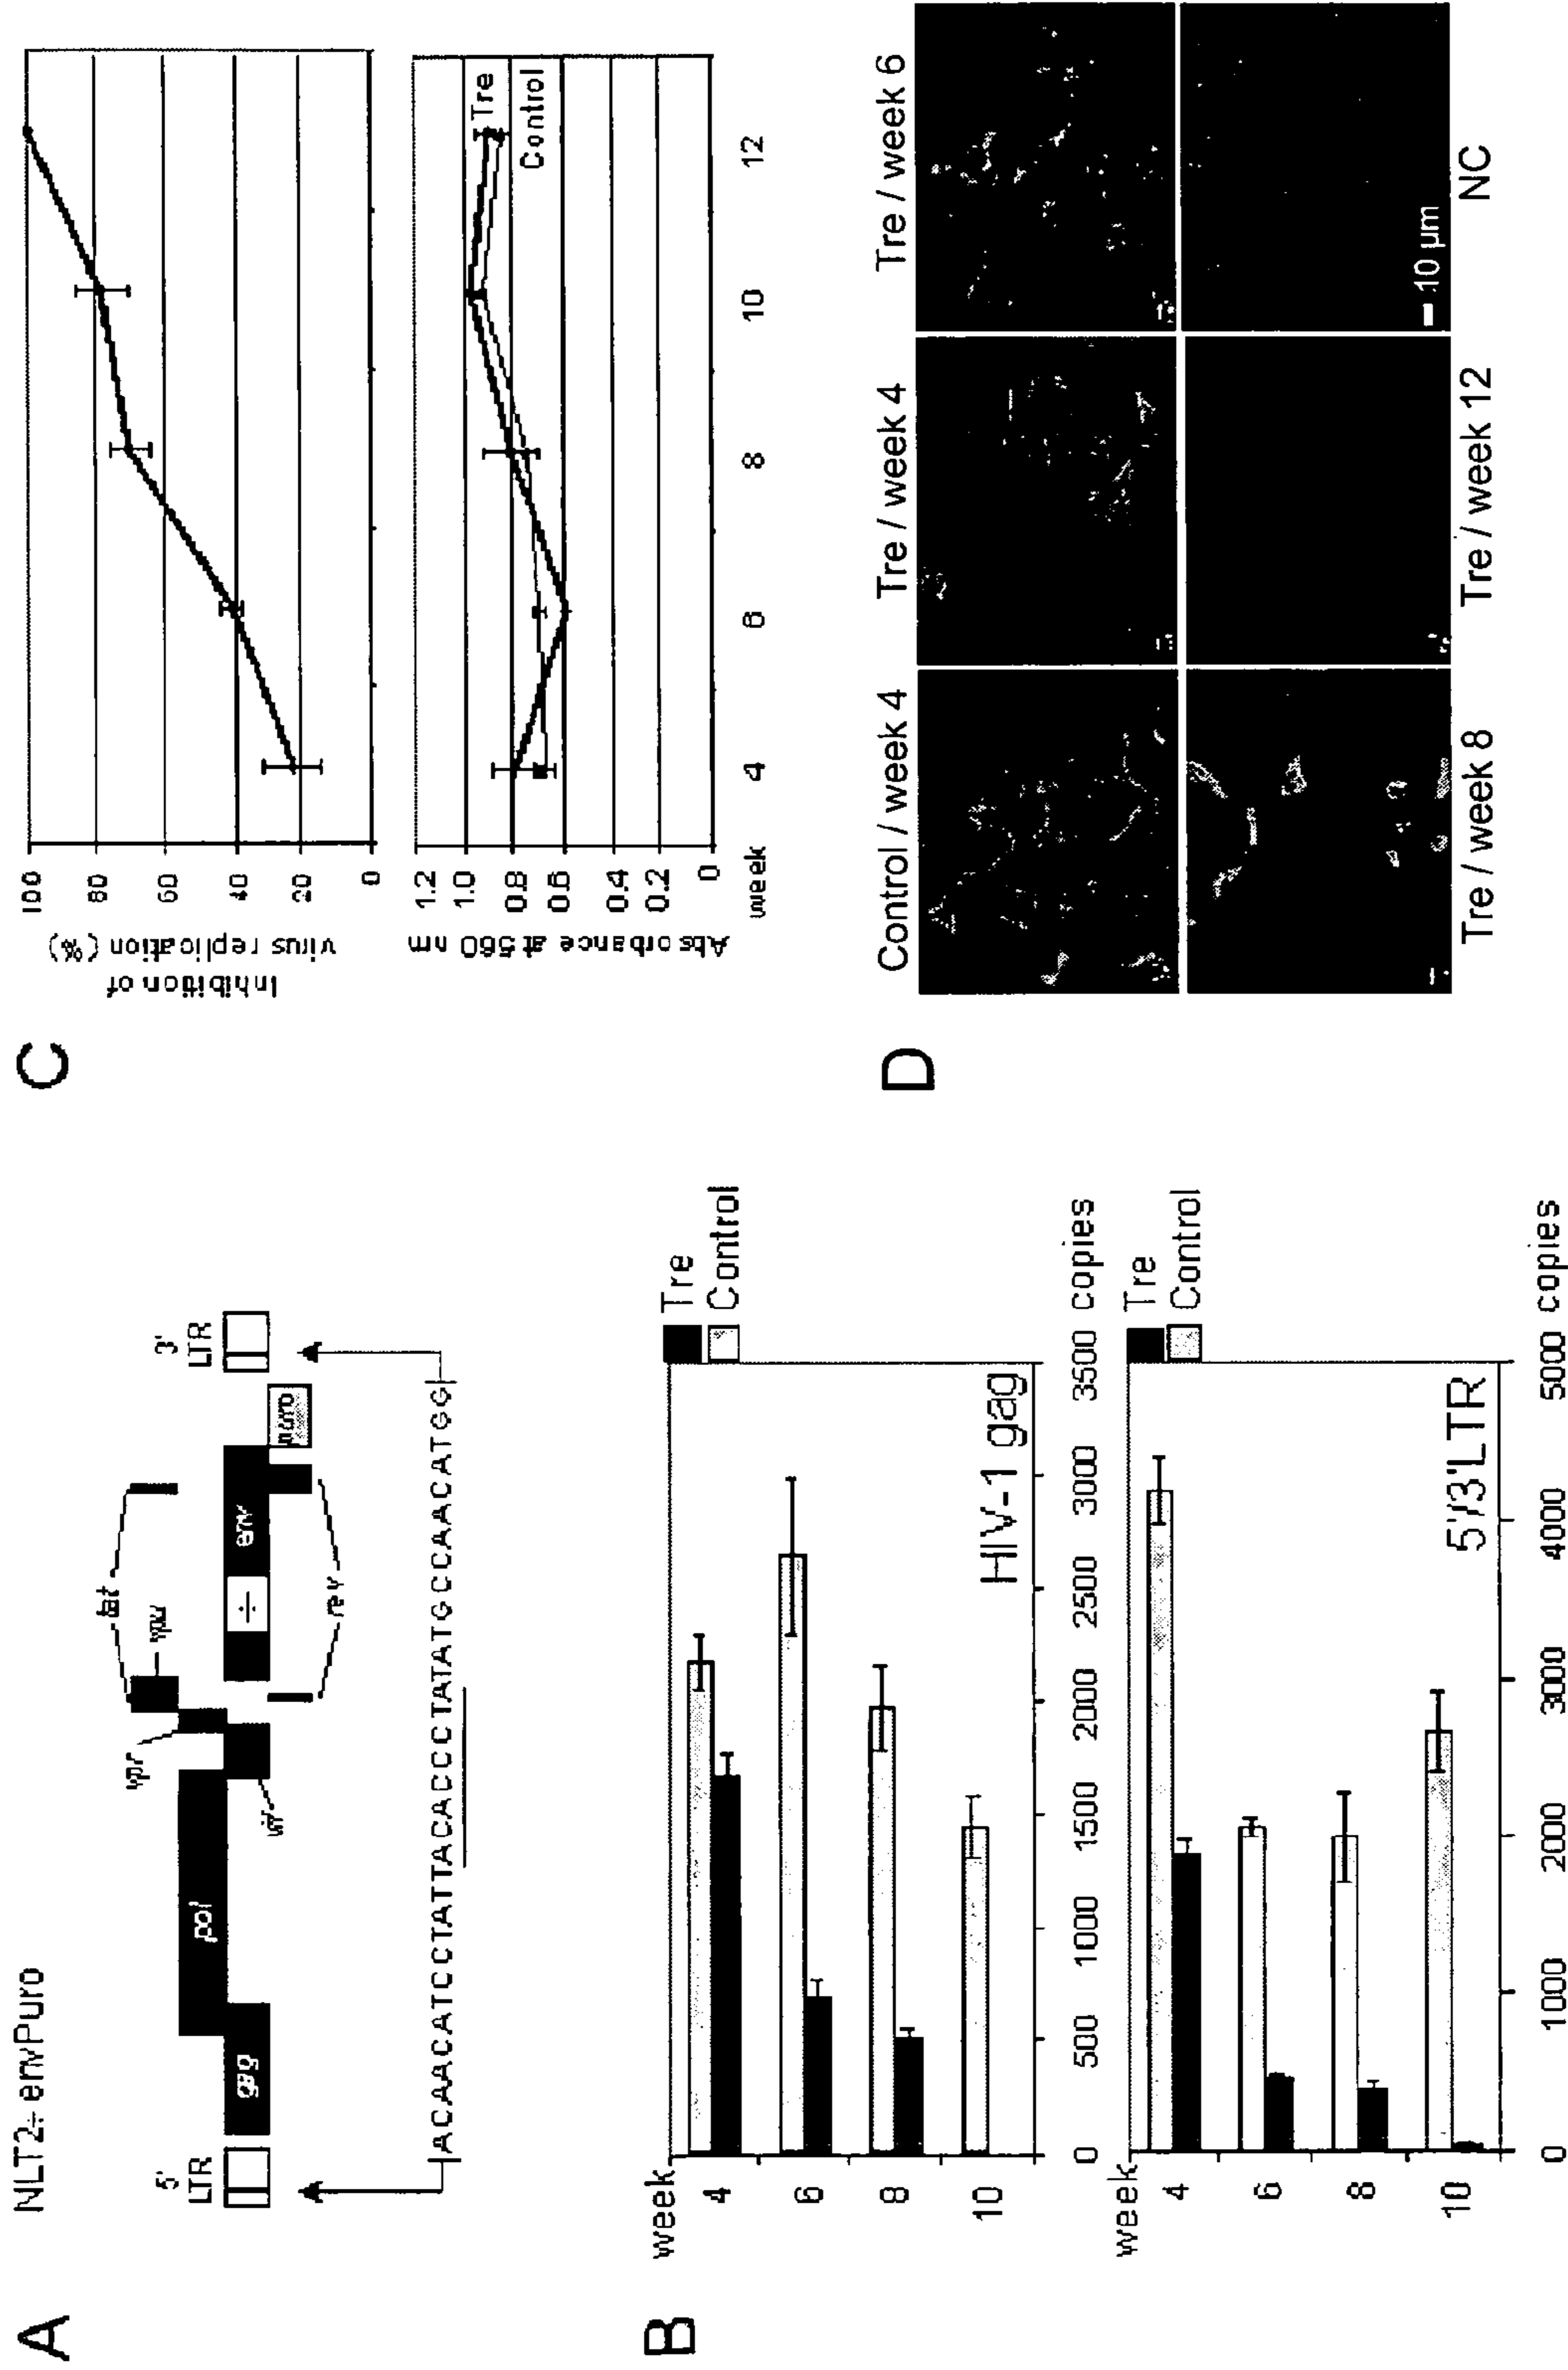 A
NLT2÷envPuro
5'
LTR
gag
pol
vif
vpr
vpu
tat
env
÷
rev
puro
3'
LTR
ACAACATCCTATTACACCCTATATGCCAACATGG
B
week
4
6
8
10
Tre
Control
HIV-1 gag
0 500 1000 1500 2000 2500 3000 3500 copies
week
4
6
8
10
Tre
Control
5'/3'LTR
0 1000 2000 3000 4000 5000 copies
C
Inhibition of
virus replication (%)
100
80
60
40
20
0
Absorbance at 560 nm
1.2
1.0
0.8
0.6
0.4
0.2
0
Tre
Control
week 4 6 8 10 12
D
Control / week 4 Tre / week 4 Tre / week 6
10 µm
Tre / week 8 Tre / week 12 NC